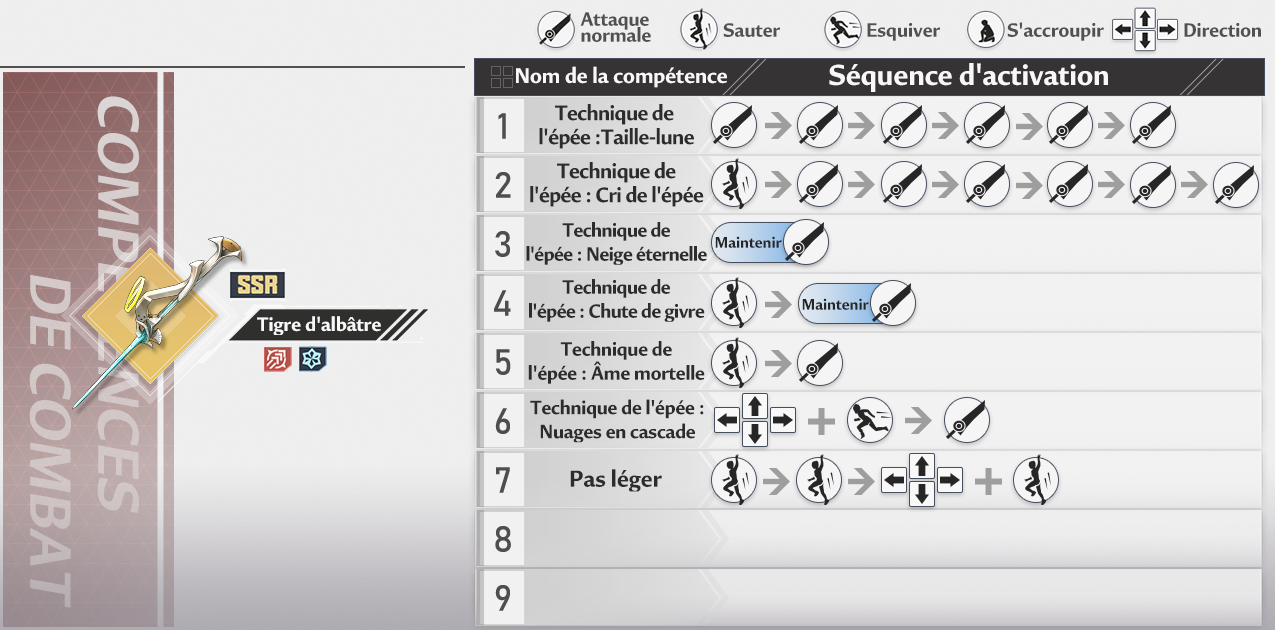 Attaque
normale
Sauter
Esquiver
S'accroupir
Direction
Nom de la compétence
Séquence d'activation
COMPÉTENCES
DE COMBAT
SSR
Tigre d'albâtre
1
Technique de
l'épée :Taille-lune
2
Technique de
l'épée : Cri de l'épée
3
Technique de
l'épée : Neige éternelle
Maintenir
4
Technique de
l'épée : Chute de givre
Maintenir
5
Technique de
l'épée : Âme mortelle
6
Technique de l'épée :
Nuages en cascade
7
Pas léger
8
9